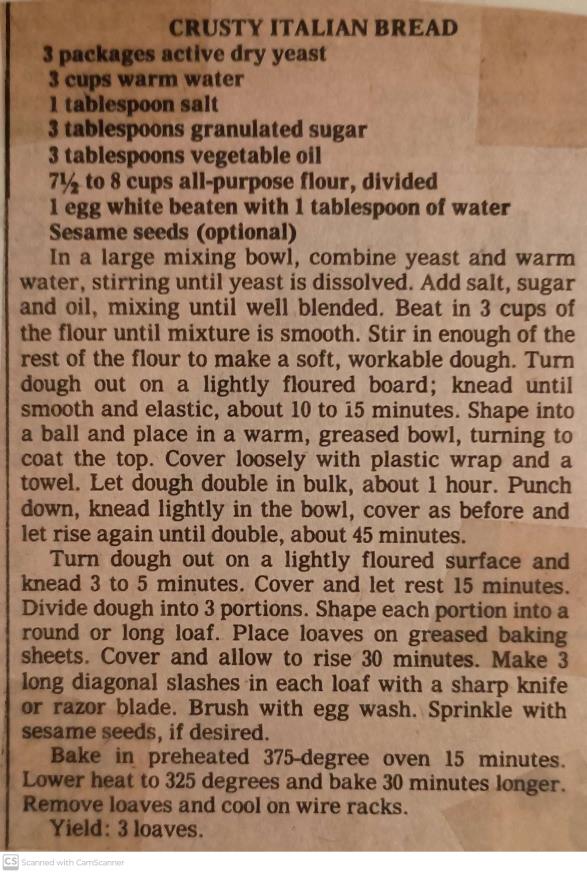 CRUSTY ITALIAN BREAD
3 packages active dry yeast
3 cups warm water
1 tablespoon salt
3 tablespoons granulated sugar
3 tablespoons vegetable oil
7½ to 8 cups all-purpose flour, divided
1 egg white beaten with 1 tablespoon of water
Sesame seeds (optional)
In a large mixing bowl, combine yeast and warm
water, stirring until yeast is dissolved. Add salt, sugar
and oil, mixing until well blended. Beat in 3 cups of
the flour until mixture is smooth. Stir in enough of the
rest of the flour to make a soft, workable dough. Turn
dough out on a lightly floured board; knead until
smooth and elastic, about 10 to 15 minutes. Shape into
a ball and place in a warm, greased bowl, turning to
coat the top. Cover loosely with plastic wrap and a
towel. Let dough double in bulk, about 1 hour. Punch
down, knead lightly in the bowl, cover as before and
let rise again until double, about 45 minutes.
Turn dough out on a lightly floured surface and
knead 3 to 5 minutes. Cover and let rest 15 minutes.
Divide dough into 3 portions. Shape each portion into a
round or long loaf. Place loaves on greased baking
sheets. Cover and allow to rise 30 minutes. Make 3
long diagonal slashes in each loaf with a sharp knife
or razor blade. Brush with egg wash. Sprinkle with
sesame seeds, if desired.
Bake in preheated 375-degree oven 15 minutes.
Lower heat to 325 degrees and bake 30 minutes longer.
Remove loaves and cool on wire racks.
Yield: 3 loaves.
CS Scanned with CamScanner